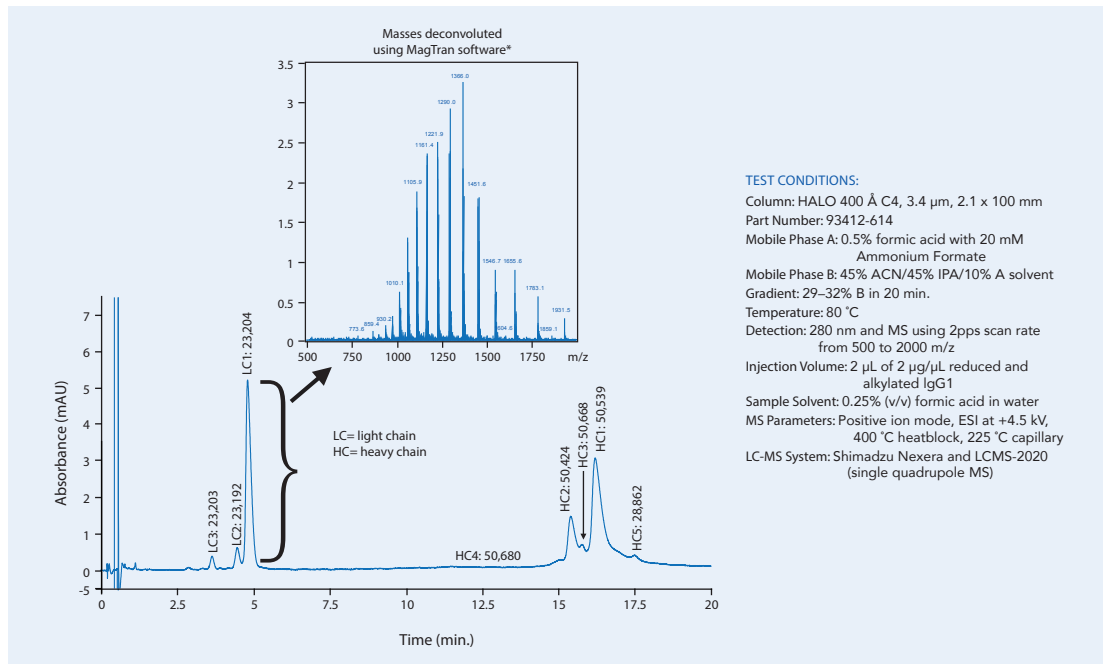 Masses deconvoluted
using MagTran software*
3.5
3
2.5
2
1.5
1
0.5
0
500 750 1000 1250 1500 1750 m/z
773.6
859.4
930.2
1010.1
1105.9
1161.4
1221.9
1290.0
1366.0
1451.6
1546.7
1655.6
1783.1
1859.1
1931.5
LC= light chain
HC= heavy chain
Absorbance (mAU)
7
6
5
4
3
2
1
0
-5
0 2.5 5 7.5 10 12.5 15 17.5 20
Time (min.)
LC3: 23,203
LC2: 23,192
LC1: 23,204
HC4: 50,680
HC2: 50,424
HC3: 50,668
HC1: 50,539
HC5: 28,862
TEST CONDITIONS:
Column: HALO 400 Å C4, 3.4 µm, 2.1 x 100 mm
Part Number: 93412-614
Mobile Phase A: 0.5% formic acid with 20 mM
Ammonium Formate
Mobile Phase B: 45% ACN/45% IPA/10% A solvent
Gradient: 29–32% B in 20 min.
Temperature: 80 ˚C
Detection: 280 nm and MS using 2pps scan rate
from 500 to 2000 m/z
Injection Volume: 2 µL of 2 µg/µL reduced and
alkylated IgG1
Sample Solvent: 0.25% (v/v) formic acid in water
MS Parameters: Positive ion mode, ESI at +4.5 kV,
400 ˚C heatblock, 225 ˚C capillary
LC-MS System: Shimadzu Nexera and LCMS-2020
(single quadrupole MS)